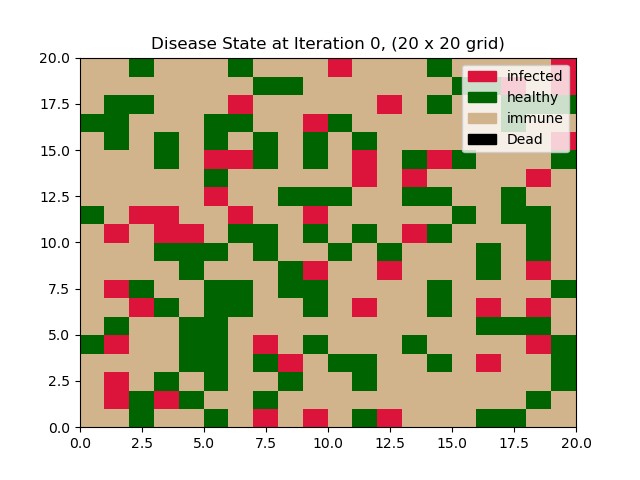 Disease State at Iteration 0, (20 x 20 grid)
20.0
17.5
15.0
12.5
10.0
7.5
5.0
2.5
0.0
infected
healthy
immune
Dead
0.0 2.5 5.0 7.5 10.0 12.5 15.0 17.5 20.0